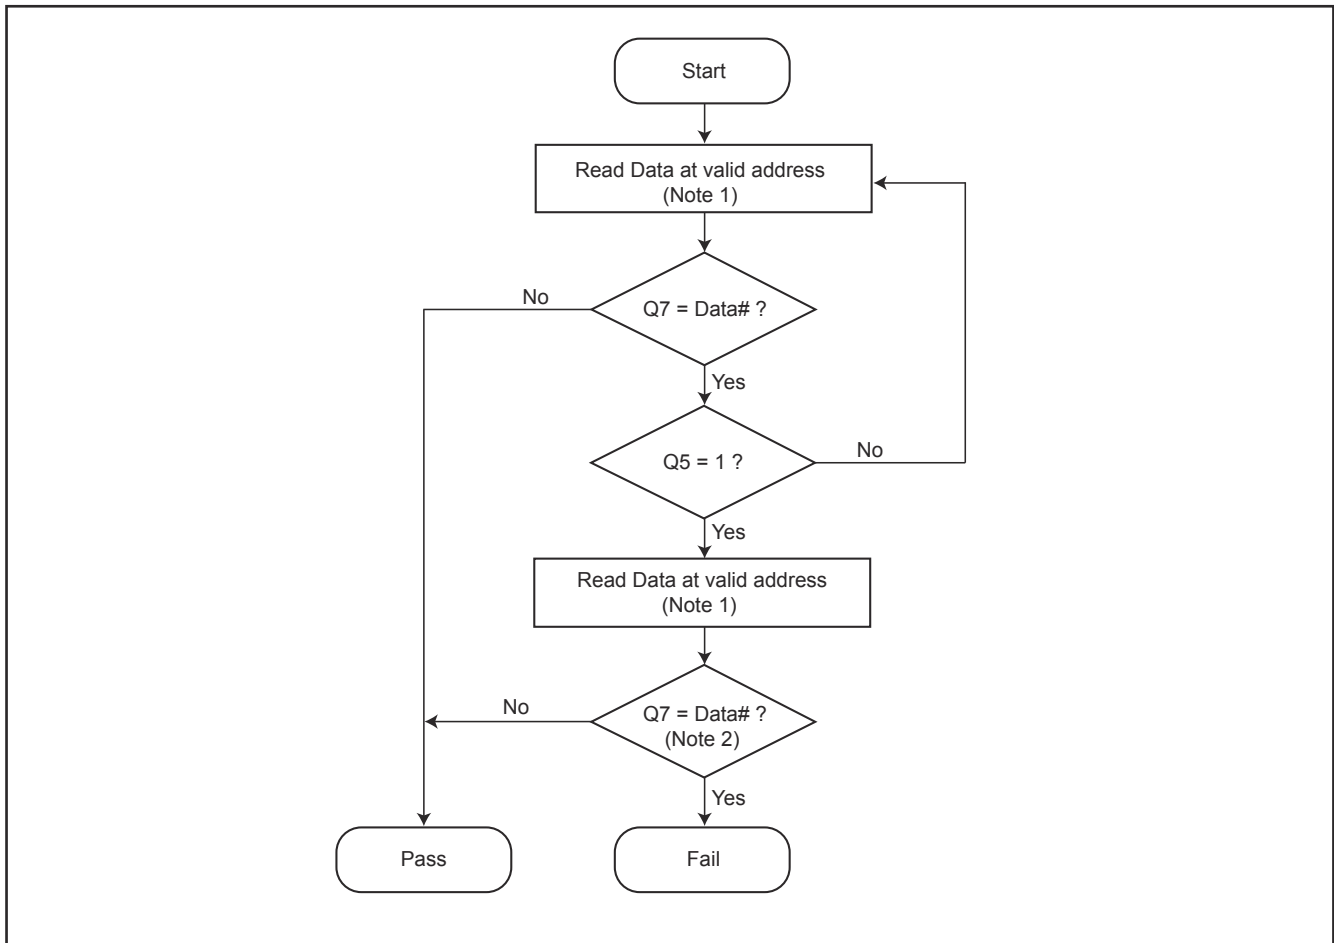 Start
Read Data at valid address
(Note 1)
Q7 = Data# ?
No
Yes
Q5 = 1 ?
No
Yes
Read Data at valid address
(Note 1)
Q7 = Data# ?
(Note 2)
No
Yes
Pass
Fail